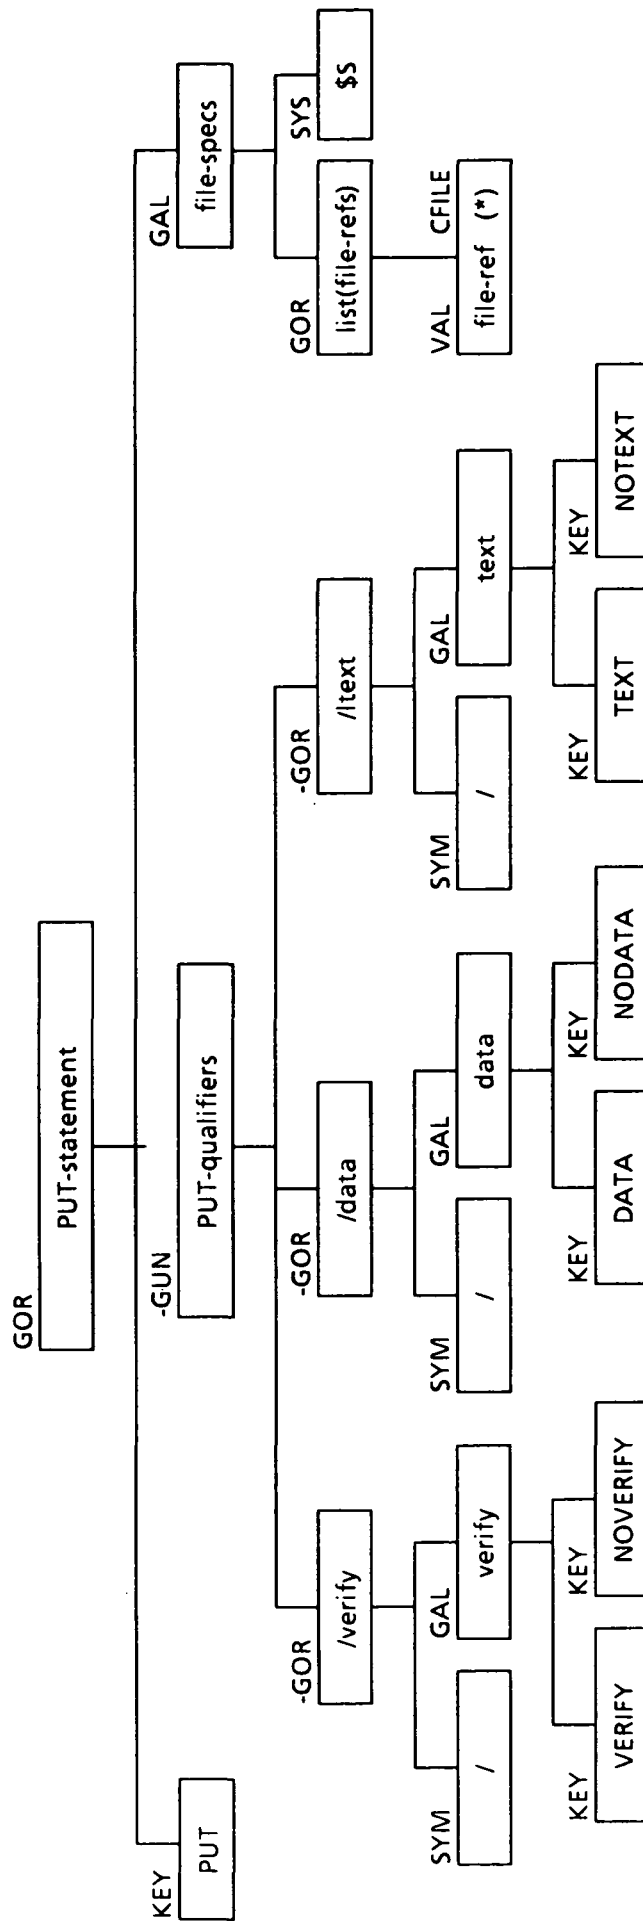 GOR
PUT-statement
KEY
PUT
-GUN
PUT-qualifiers
GAL
file-specs
-GOR
/verify
-GOR
/data
-GOR
/ltext
GOR
list(file-refs)
SYS
$S
SYM
/
GAL
verify
SYM
/
GAL
data
SYM
/
GAL
text
VAL CFILE
file-ref (*)
KEY
VERIFY
KEY
NOVERIFY
KEY
DATA
KEY
NODATA
KEY
TEXT
KEY
NOTEXT